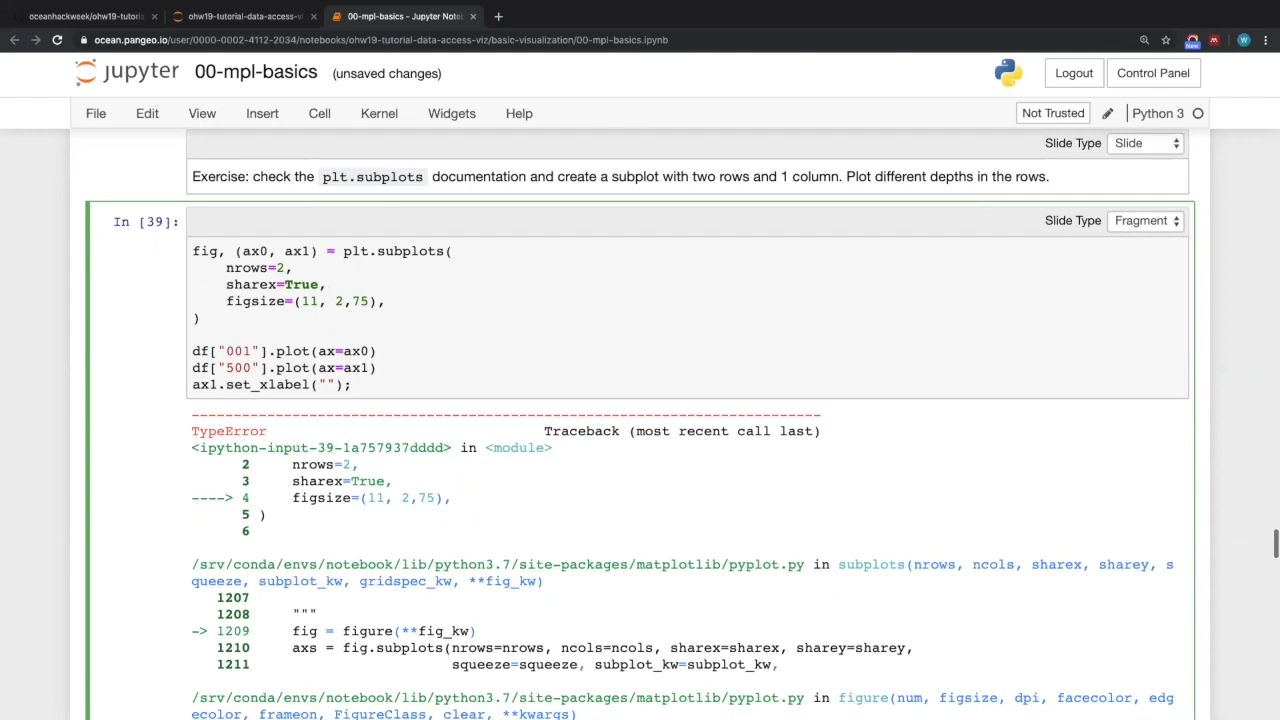 oceanhackweek/ohw19-tutoria
ohw19-tutorial-data-access-vi
00-mpl-basics - Jupyter Note
ocean.pangeo.io/user/0000-0002-4112-2034/notebooks/ohw19-tutorial-data-access-viz/basic-visualization/00-mpl-basics.ipynb
New
W
jupyter 00-mpl-basics (unsaved changes)
Logout
Control Panel
File Edit View Insert Cell Kernel Widgets Help
Not Trusted
Python 3
Slide Type Slide
Exercise: check the plt.subplots documentation and create a subplot with two rows and 1 column. Plot different depths in the rows.
In [39]:
Slide Type Fragment
fig, (ax0, ax1) = plt.subplots(
    nrows=2,
    sharex=True,
    figsize=(11, 2,75),
)
df["001"].plot(ax=ax0)
df["500"].plot(ax=ax1)
ax1.set_xlabel("");
---------------------------------------------------------------------------
TypeError                                 Traceback (most recent call last)
<ipython-input-39-1a757937dddd> in <module>
      2     nrows=2,
      3     sharex=True,
----> 4     figsize=(11, 2,75),
      5 )
      6
/srv/conda/envs/notebook/lib/python3.7/site-packages/matplotlib/pyplot.py in subplots(nrows, ncols, sharex, sharey, s
queeze, subplot_kw, gridspec_kw, **fig_kw)
   1207
   1208     """
-> 1209     fig = figure(**fig_kw)
   1210     axs = fig.subplots(nrows=nrows, ncols=ncols, sharex=sharex, sharey=sharey,
   1211                        squeeze=squeeze, subplot_kw=subplot_kw,
/srv/conda/envs/notebook/lib/python3.7/site-packages/matplotlib/pyplot.py in figure(num, figsize, dpi, facecolor, edg
ecolor, frameon, FigureClass, clear, **kwargs)